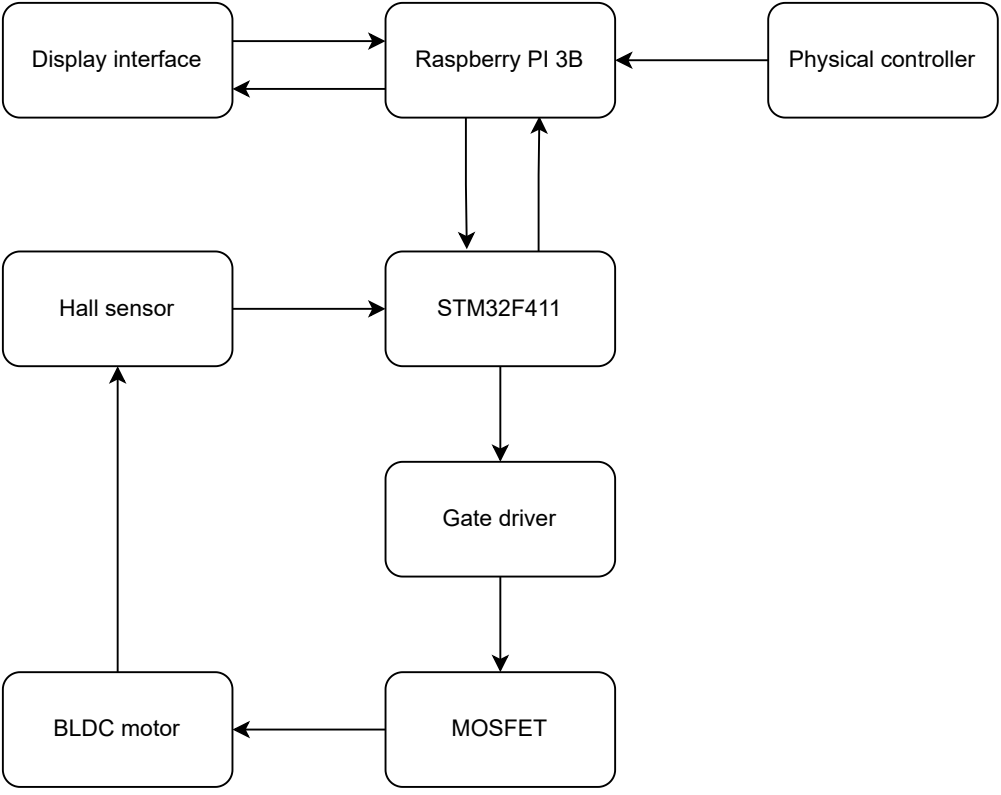 Display interface
Raspberry PI 3B
Physical controller
Hall sensor
STM32F411
Gate driver
BLDC motor
MOSFET